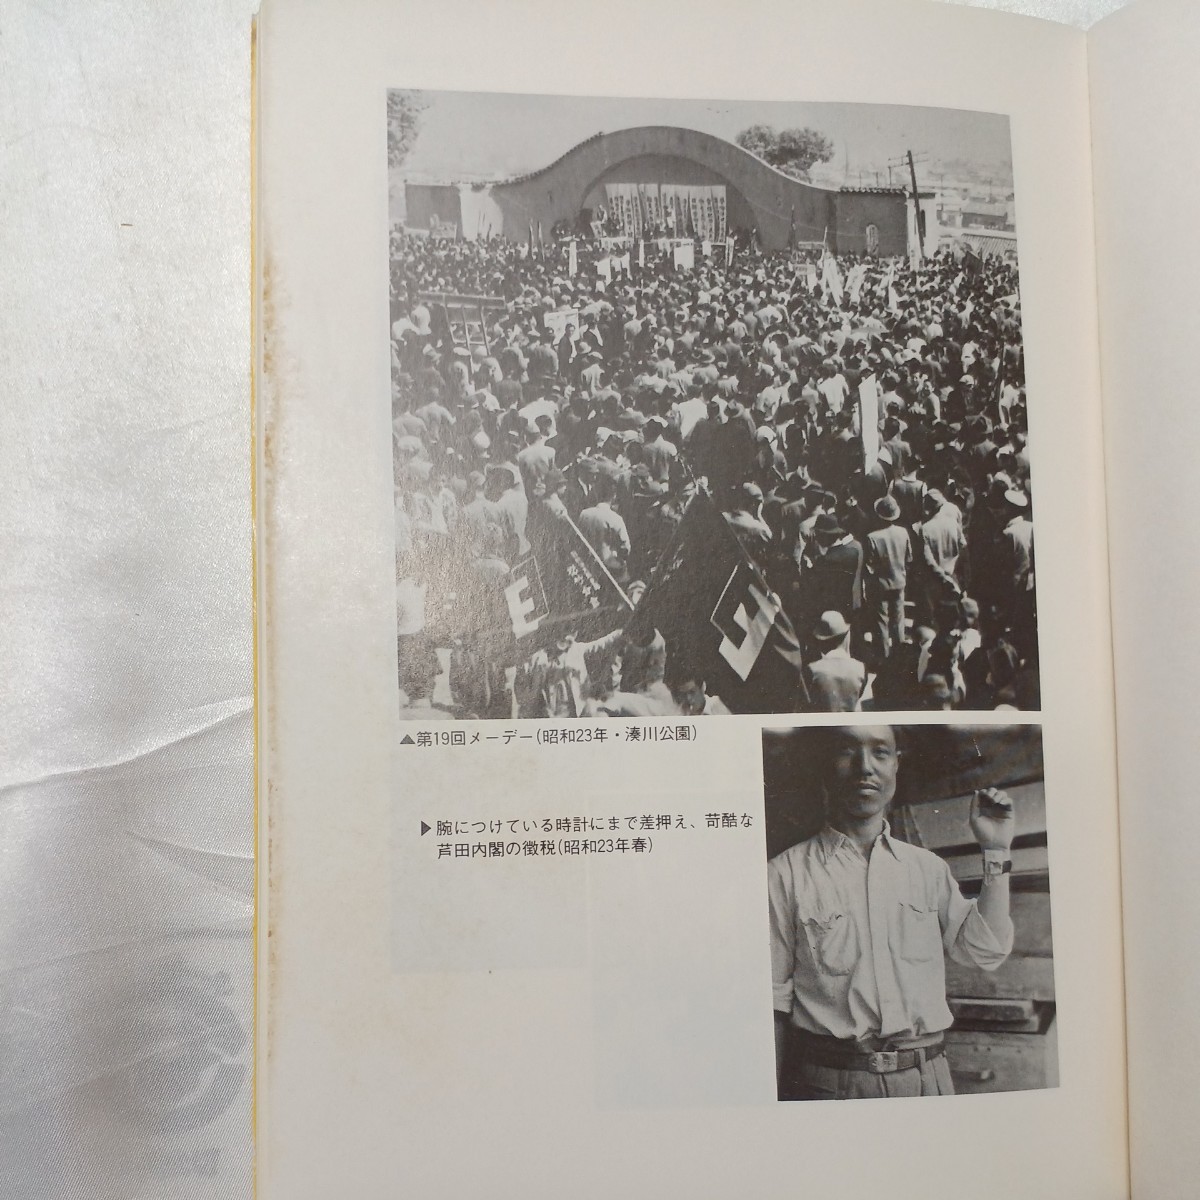 ▲第19回メーデー(昭和23年・湊川公園)
▶腕につけている時計にまで差押え、苛酷な
芦田内閣の徴税(昭和23年春)
E
E